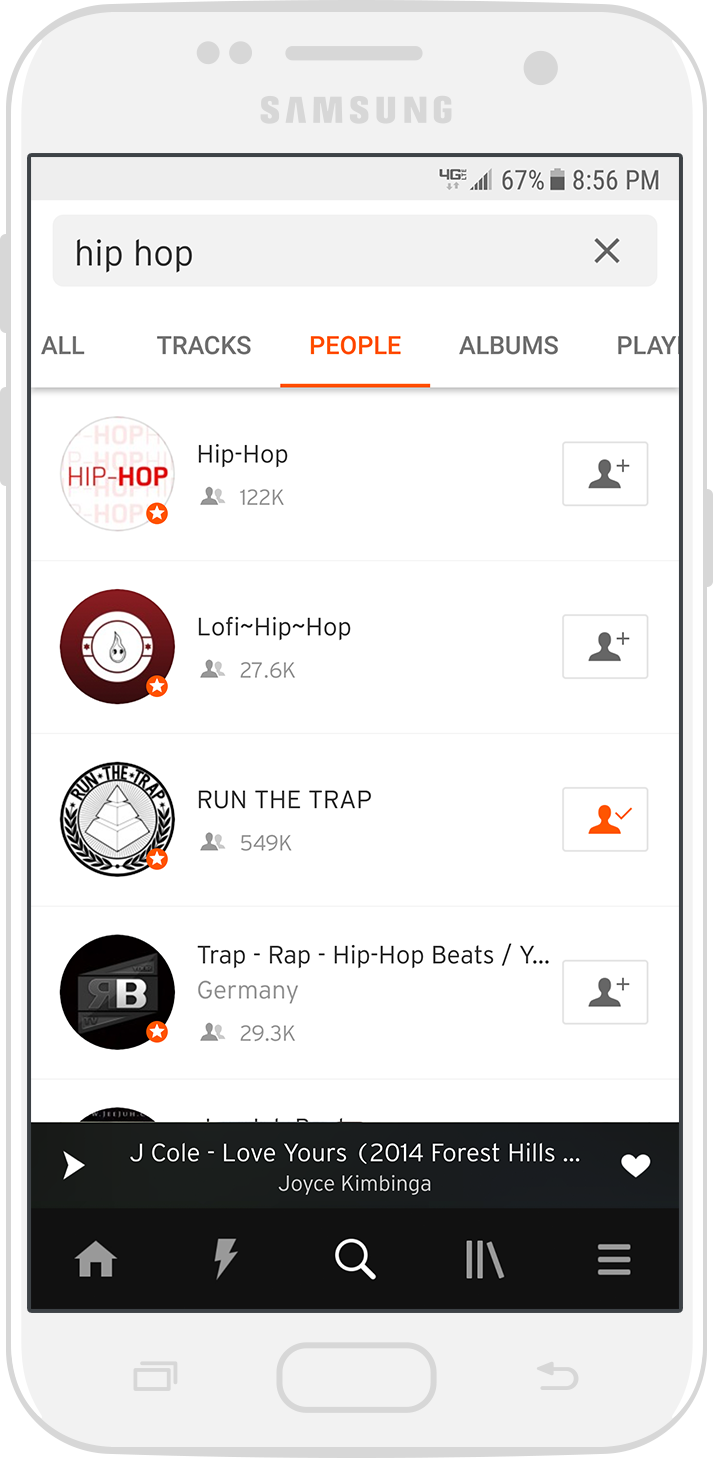 SAMSUNG
4G LTE 67% 8:56 PM
hip hop
ALL TRACKS PEOPLE ALBUMS PLAY
HIP-HOP
Hip-Hop
122K
Lofi~Hip~Hop
27.6K
RUN·THE·TRAP
RUN THE TRAP
549K
RB
Trap - Rap - Hip-Hop Beats / Y...
Germany
29.3K
J Cole - Love Yours (2014 Forest Hills ...
Joyce Kimbinga